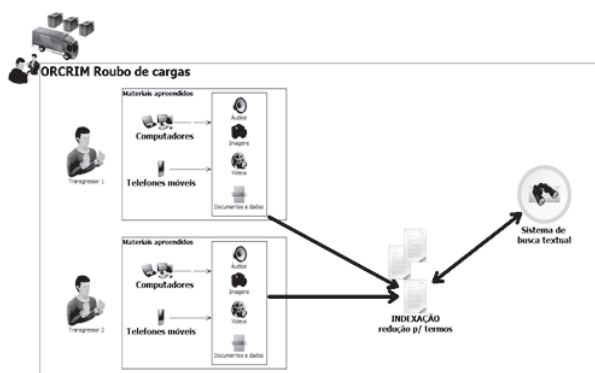 ORCRIM Roubo de cargas
Materiais apreendidos
Computadores
Telefones móveis
Áudios
Imagens
Vídeos
Documentos e dados
Transgressor 1
Materiais apreendidos
Computadores
Telefones móveis
Áudios
Imagens
Vídeos
Documentos e dados
Transgressor 2
INDEXAÇÃO
redução p/ termos
Sistema de
busca textual